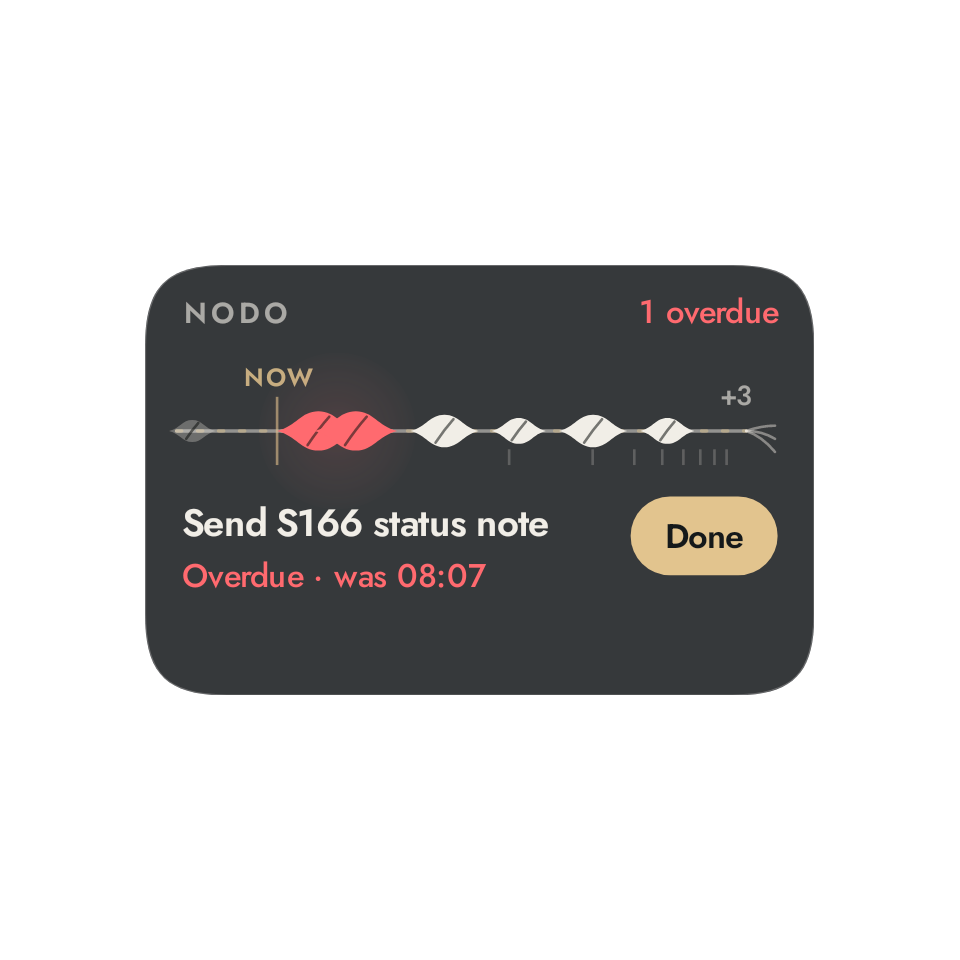 NODO
1 overdue
NOW
+3
Send S166 status note
Done
Overdue · was 08:07